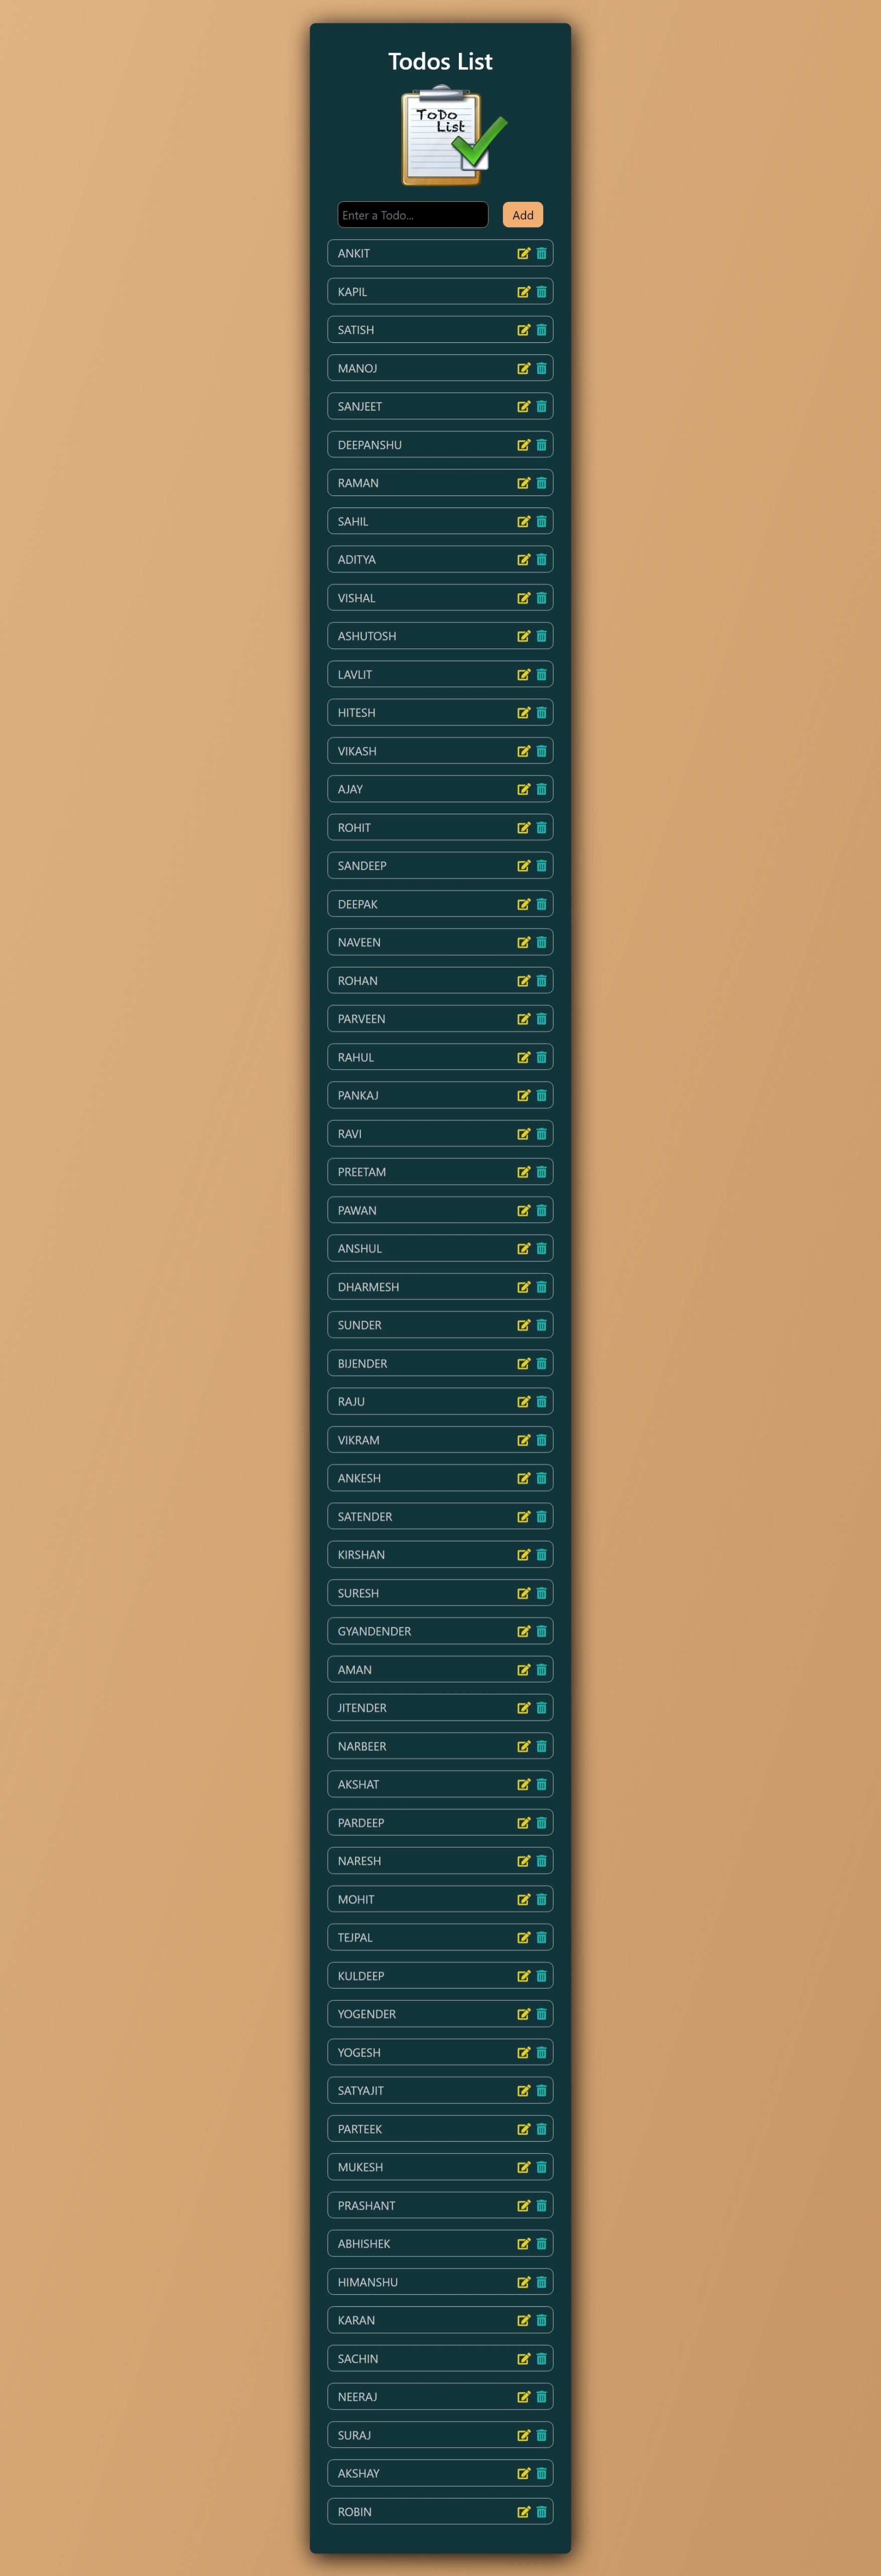 Todos List
ToDo
List
Enter a Todo... Add
ANKIT
KAPIL
SATISH
MANOJ
SANJEET
DEEPANSHU
RAMAN
SAHIL
ADITYA
VISHAL
ASHUTOSH
LAVLIT
HITESH
VIKASH
AJAY
ROHIT
SANDEEP
DEEPAK
NAVEEN
ROHAN
PARVEEN
RAHUL
PANKAJ
RAVI
PREETAM
PAWAN
ANSHUL
DHARMESH
SUNDER
BIJENDER
RAJU
VIKRAM
ANKESH
SATENDER
KIRSHAN
SURESH
GYANDENDER
AMAN
JITENDER
NARBEER
AKSHAT
PARDEEP
NARESH
MOHIT
TEJPAL
KULDEEP
YOGENDER
YOGESH
SATYAJIT
PARTEEK
MUKESH
PRASHANT
ABHISHEK
HIMANSHU
KARAN
SACHIN
NEERAJ
SURAJ
AKSHAY
ROBIN